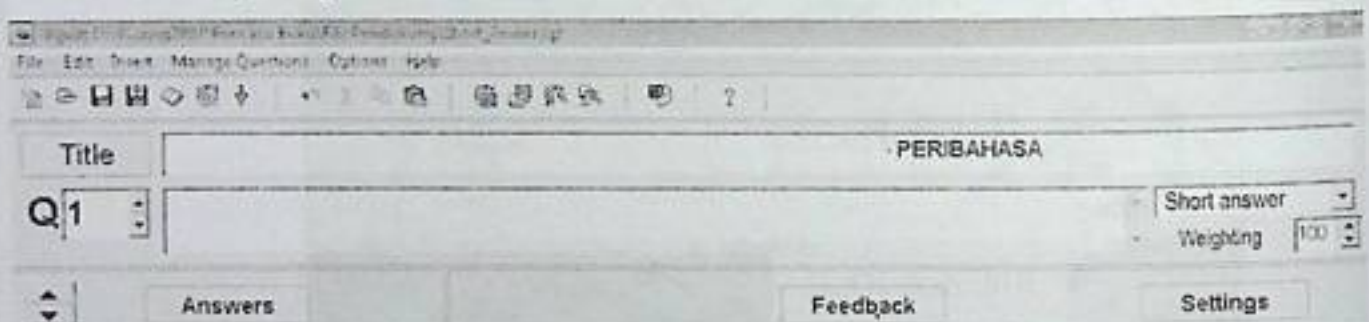 File Edit Insert Manage Questions Options Help
Title PERIBAHASA
Q 1 Short answer
Weighting 100
Answers Feedback Settings